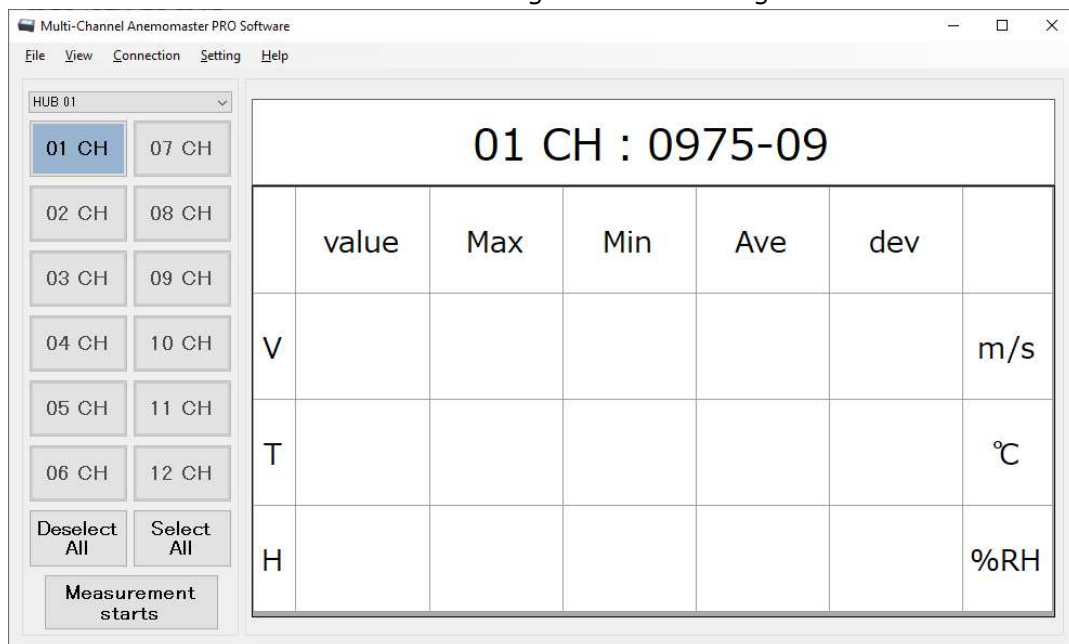 Multi-Channel Anemomaster PRO Software
File View Connection Setting Help
HUB 01
01 CH 07 CH
02 CH 08 CH
03 CH 09 CH
04 CH 10 CH
05 CH 11 CH
06 CH 12 CH
Deselect All Select All
Measurement
starts
01 CH : 0975-09
value Max Min Ave dev
V m/s
T ℃
H %RH